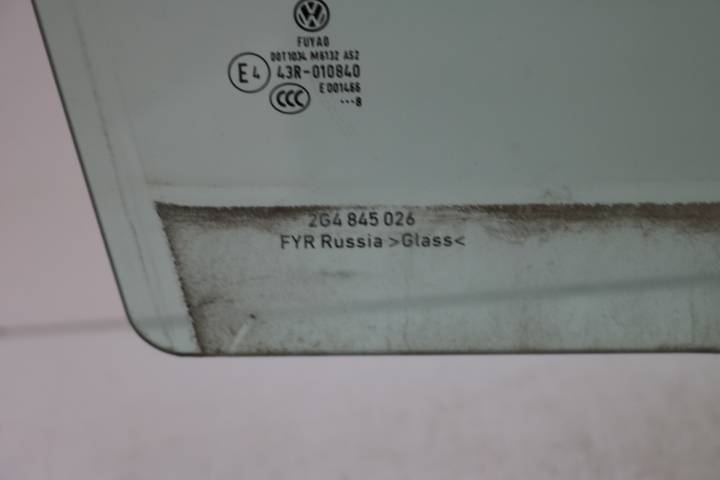 FUYAO
DOT1034 M6132 AS2
E4 43R-010840
CCC E001466
···8
2G4 845 026
FYR Russia >Glass<